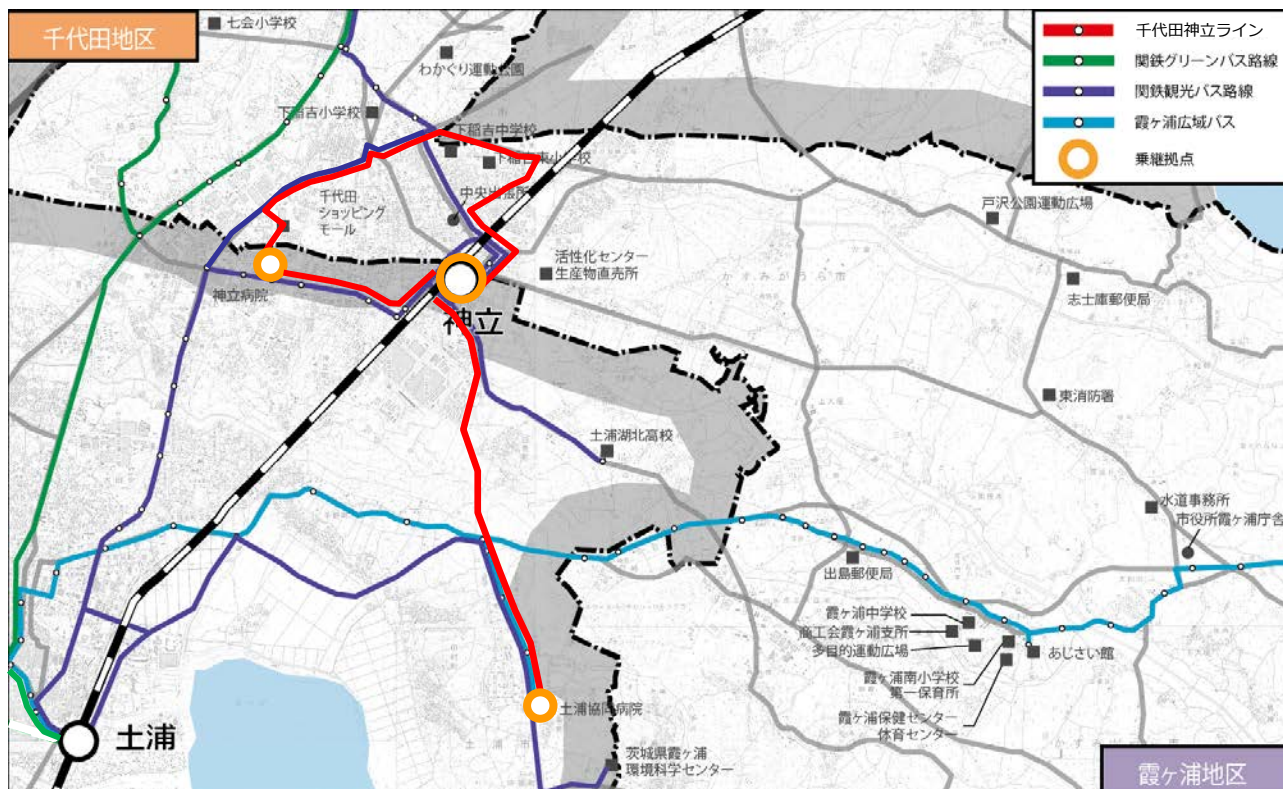 千代田地区
七会小学校
わかぐり運動公園
千代田神立ライン
関鉄グリーンバス路線
関鉄観光バス路線
霞ヶ浦広域バス
乗継拠点
下稲吉小学校
下稲吉中学校
下稲吉東小学校
千代田
ショッピング
モール
中央出張所
戸沢公園運動広場
活性化センター
生産物直売所
かすみがうら市
志士庫郵便局
神立病院
神立
東消防署
土浦湖北高校
水道事務所
市役所霞ヶ浦庁舎
出島郵便局
霞ヶ浦中学校
商工会霞ヶ浦支所
多目的運動広場
あじさい館
霞ヶ浦南小学校
第一保育所
土浦協同病院
霞ヶ浦保健センター
体育センター
土浦
土浦市
茨城県霞ヶ浦
環境科学センター
霞ヶ浦地区